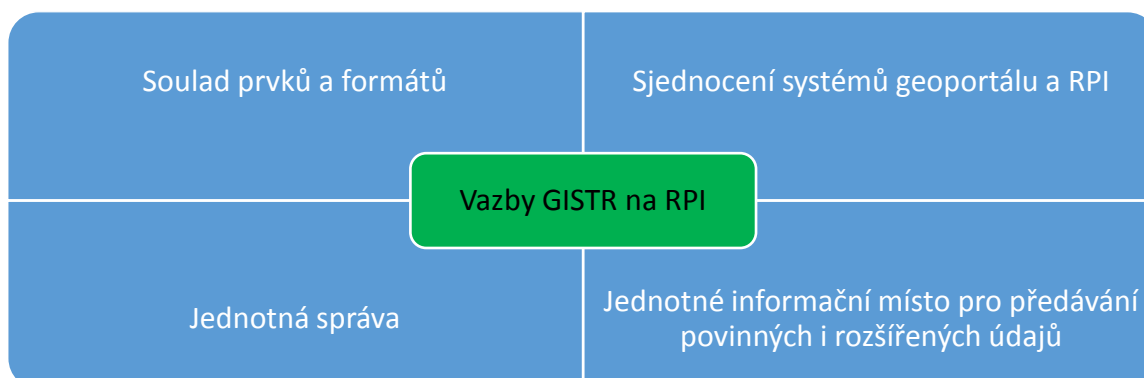 Soulad prvků a formátů
Sjednocení systémů geoportálu a RPI
Vazby GISTR na RPI
Jednotná správa
Jednotné informační místo pro předávání
povinných i rozšířených údajů